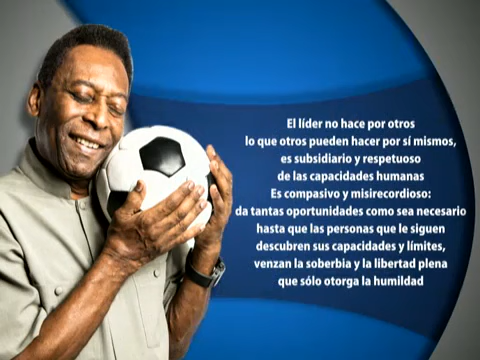 El líder no hace por otros
lo que otros pueden hacer por sí mismos,
es subsidiario y respetuoso
de las capacidades humanas
Es compasivo y misirecordioso:
da tantas oportunidades como sea necesario
hasta que las personas que le siguen
descubren sus capacidades y límites,
venzan la soberbia y la libertad plena
que sólo otorga la humildad